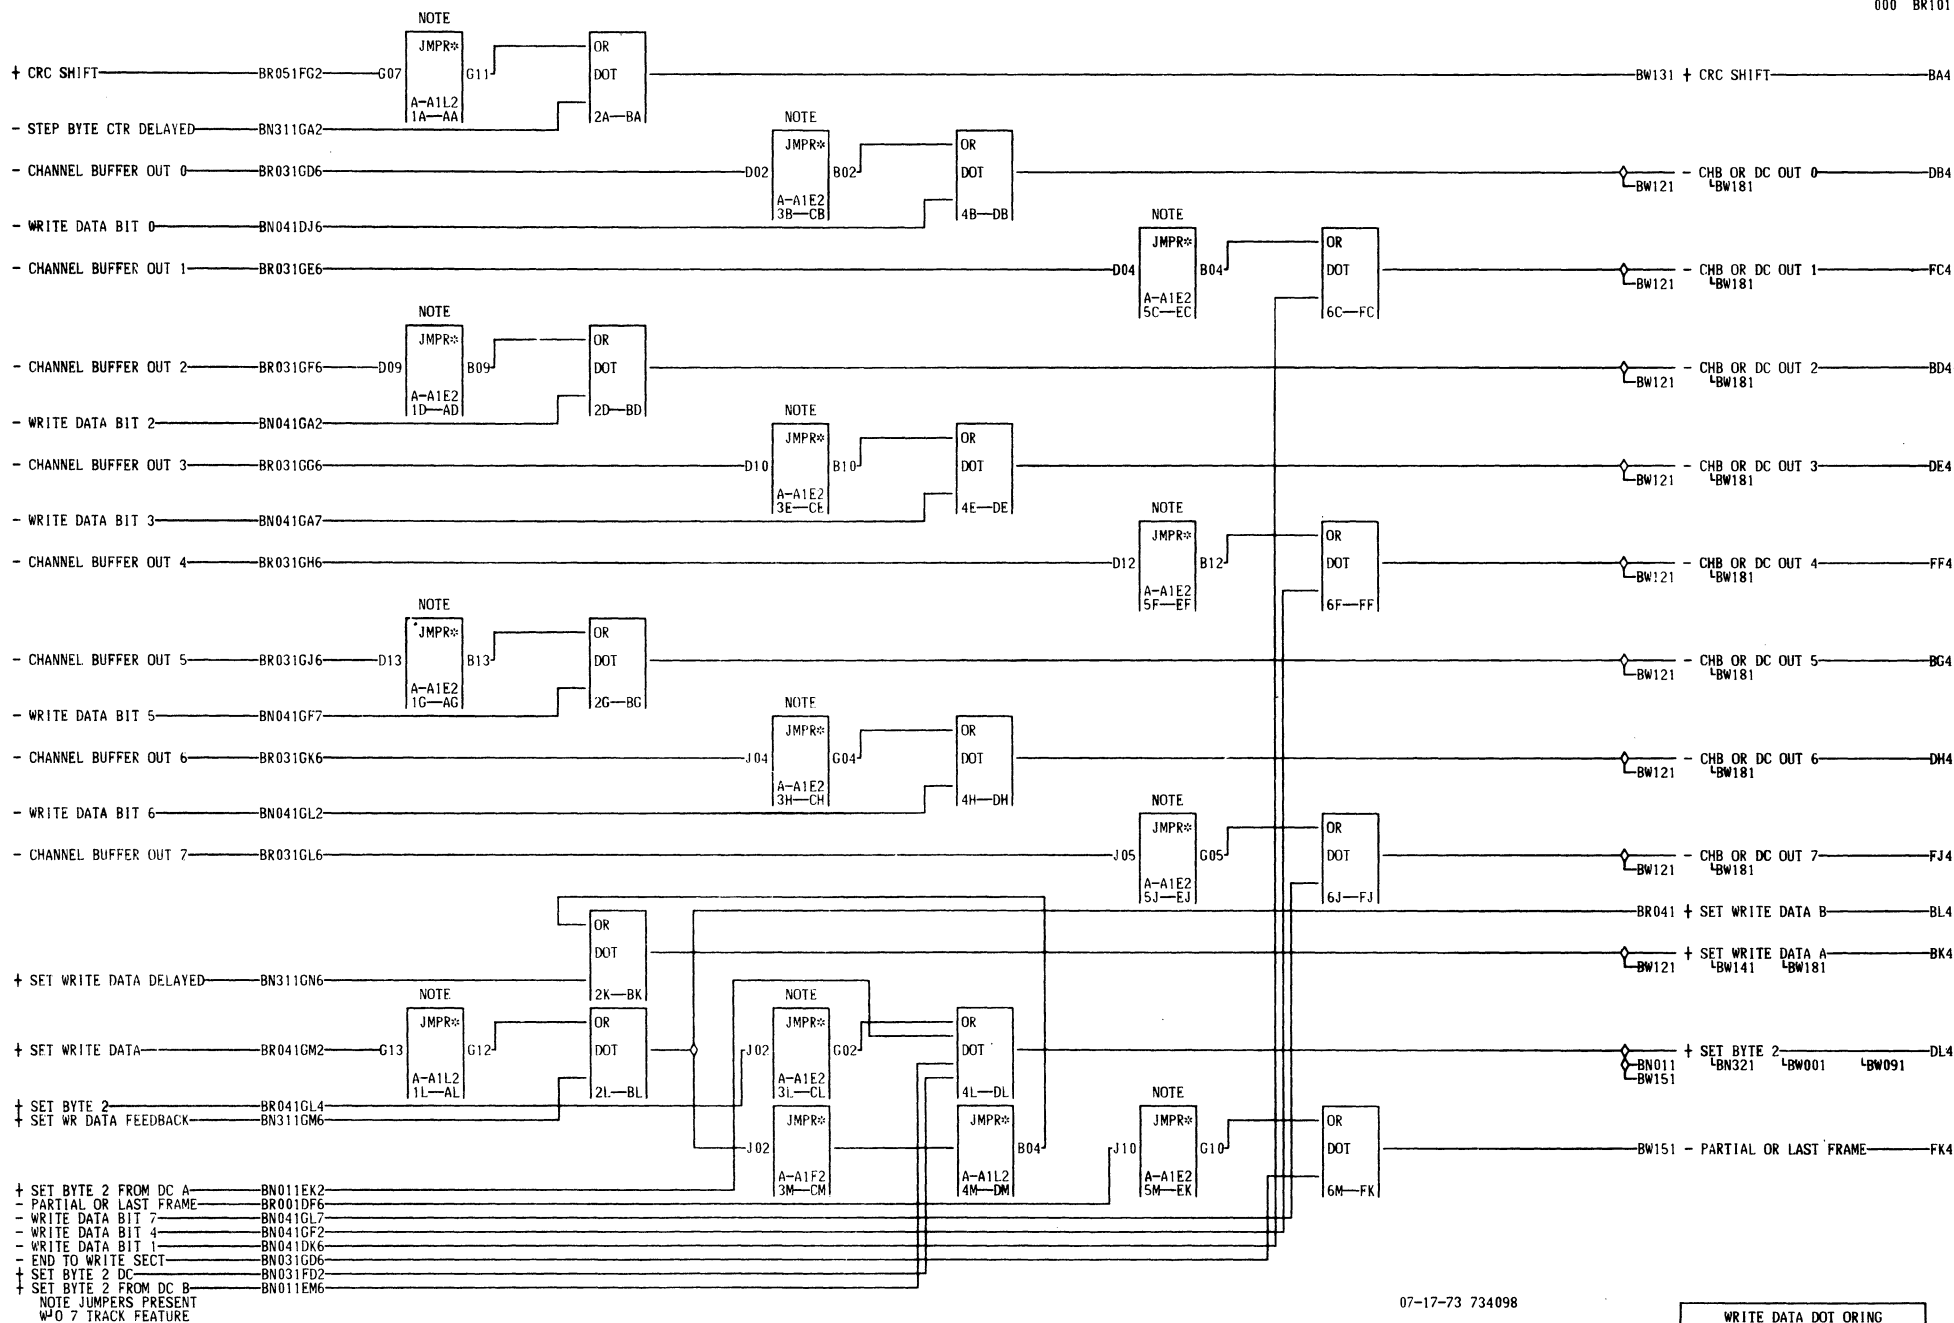 000 BR101
NOTE
JMPR* OR
+ CRC SHIFT BR051FG2 G07 G11 DOT BW131 + CRC SHIFT BA4
A-A1L2
1A—AA 2A—BA
- STEP BYTE CTR DELAYED BN311GA2
NOTE
JMPR* OR
- CHANNEL BUFFER OUT 0 BR031GD6 D02 B02 DOT - CHB OR DC OUT 0 DB4
BW121 BW181
A-A1E2
3B—CB 4B—DB
- WRITE DATA BIT 0 BN041DJ6
NOTE
JMPR* OR
- CHANNEL BUFFER OUT 1 BR031GE6 D04 B04 DOT - CHB OR DC OUT 1 FC4
BW121 BW181
A-A1E2
5C—EC 6C—FC
NOTE
JMPR* OR
- CHANNEL BUFFER OUT 2 BR031GF6 D09 B09 DOT - CHB OR DC OUT 2 BD4
BW121 BW181
A-A1E2
1D—AD 2D—BD
- WRITE DATA BIT 2 BN041GA2
NOTE
JMPR* OR
- CHANNEL BUFFER OUT 3 BR031GG6 D10 B10 DOT - CHB OR DC OUT 3 DE4
BW121 BW181
A-A1E2
3E—CE 4E—DE
- WRITE DATA BIT 3 BN041GA7
NOTE
JMPR* OR
- CHANNEL BUFFER OUT 4 BR031GH6 D12 B12 DOT - CHB OR DC OUT 4 FF4
BW121 BW181
A-A1E2
5F—EF 6F—FF
NOTE
JMPR* OR
- CHANNEL BUFFER OUT 5 BR031GJ6 D13 B13 DOT - CHB OR DC OUT 5 BG4
BW121 BW181
A-A1E2
1G—AG 2G—BG
- WRITE DATA BIT 5 BN041GF7
NOTE
JMPR* OR
- CHANNEL BUFFER OUT 6 BR031GK6 J04 G04 DOT - CHB OR DC OUT 6 DH4
BW121 BW181
A-A1E2
3H—CH 4H—DH
- WRITE DATA BIT 6 BN041GL2
NOTE
JMPR* OR
- CHANNEL BUFFER OUT 7 BR031GL6 J05 G05 DOT - CHB OR DC OUT 7 FJ4
BW121 BW181
A-A1E2
5J—EJ 6J—FJ
BR041 + SET WRITE DATA B BL4
OR
DOT + SET WRITE DATA A BK4
BW121 BW141 BW181
+ SET WRITE DATA DELAYED BN311GN6
2K—BK
NOTE NOTE
JMPR* OR JMPR* OR
+ SET WRITE DATA BR041GM2 G13 G12 DOT J02 G02 DOT + SET BYTE 2 DL4
BN011 BN321 BW001 BW091
BW151
A-A1L2 A-A1E2
1L—AL 2L—BL 3L—CL 4L—DL
+ SET BYTE 2 BR041GL4
+ SET WR DATA FEEDBACK BN311GM6
NOTE
JMPR* JMPR* JMPR* OR
J02 B04 J10 G10 DOT BW151 - PARTIAL OR LAST FRAME FK4
A-A1F2 A-A1L2 A-A1E2
3M—CM 4M—DM 5M—EK 6M—FK
+ SET BYTE 2 FROM DC A BN011EK2
- PARTIAL OR LAST FRAME BR001DF6
- WRITE DATA BIT 7 BN041GL7
- WRITE DATA BIT 4 BN041GF2
- WRITE DATA BIT 1 BN041DK6
- END TO WRITE SECT BN031GD6
+ SET BYTE 2 DC BN031FD2
+ SET BYTE 2 FROM DC B BN011EM6
NOTE JUMPERS PRESENT
W/O 7 TRACK FEATURE
07-17-73 734098
WRITE DATA DOT ORING